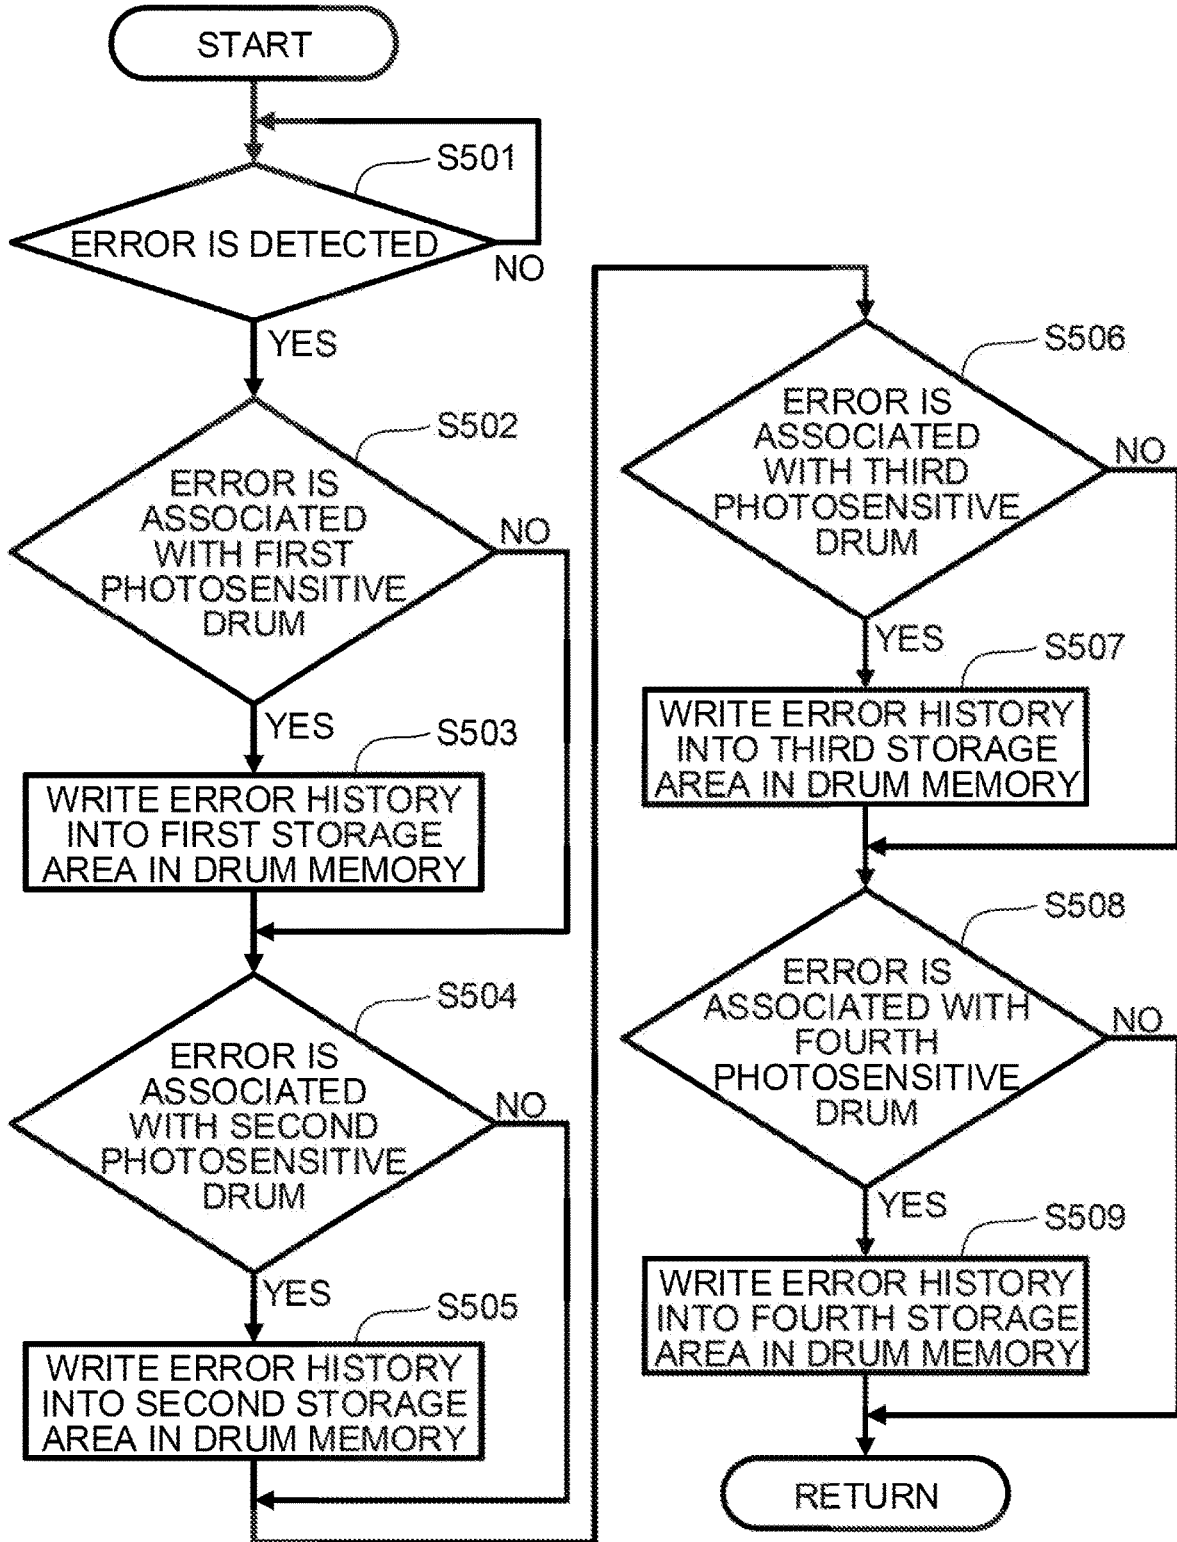 START
S501
ERROR IS DETECTED
NO
YES
S502
ERROR IS
ASSOCIATED
WITH FIRST
PHOTOSENSITIVE
DRUM
NO
YES
S503
WRITE ERROR HISTORY
INTO FIRST STORAGE
AREA IN DRUM MEMORY
S504
ERROR IS
ASSOCIATED
WITH SECOND
PHOTOSENSITIVE
DRUM
NO
YES
S505
WRITE ERROR HISTORY
INTO SECOND STORAGE
AREA IN DRUM MEMORY
S506
ERROR IS
ASSOCIATED
WITH THIRD
PHOTOSENSITIVE
DRUM
NO
YES
S507
WRITE ERROR HISTORY
INTO THIRD STORAGE
AREA IN DRUM MEMORY
S508
ERROR IS
ASSOCIATED WITH
FOURTH
PHOTOSENSITIVE
DRUM
NO
YES
S509
WRITE ERROR HISTORY
INTO FOURTH STORAGE
AREA IN DRUM MEMORY
RETURN